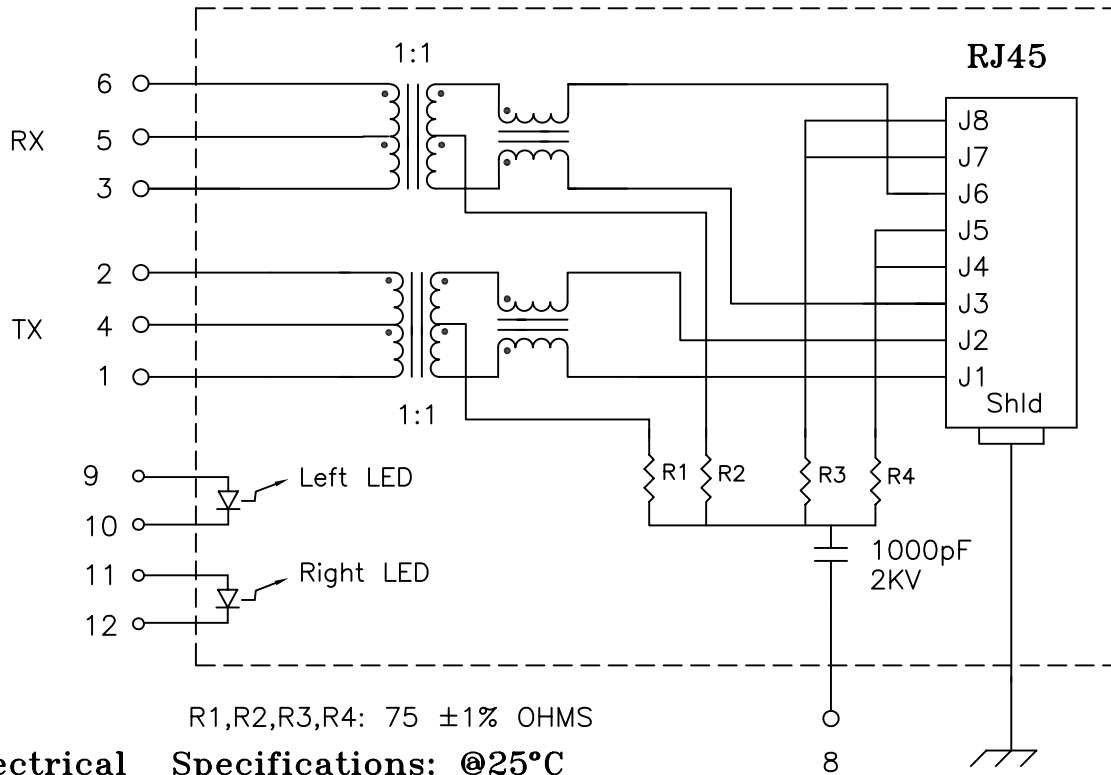 1:1
RJ45
6
RX
5
3
J8
J7
J6
J5
J4
J3
J2
J1
Shld
2
TX
4
1
1:1
R1
R2
R3
R4
9
Left LED
10
1000pF
2KV
11
Right LED
12
R1,R2,R3,R4: 75 ±1% OHMS
8
ectrical Specifications: @25°C